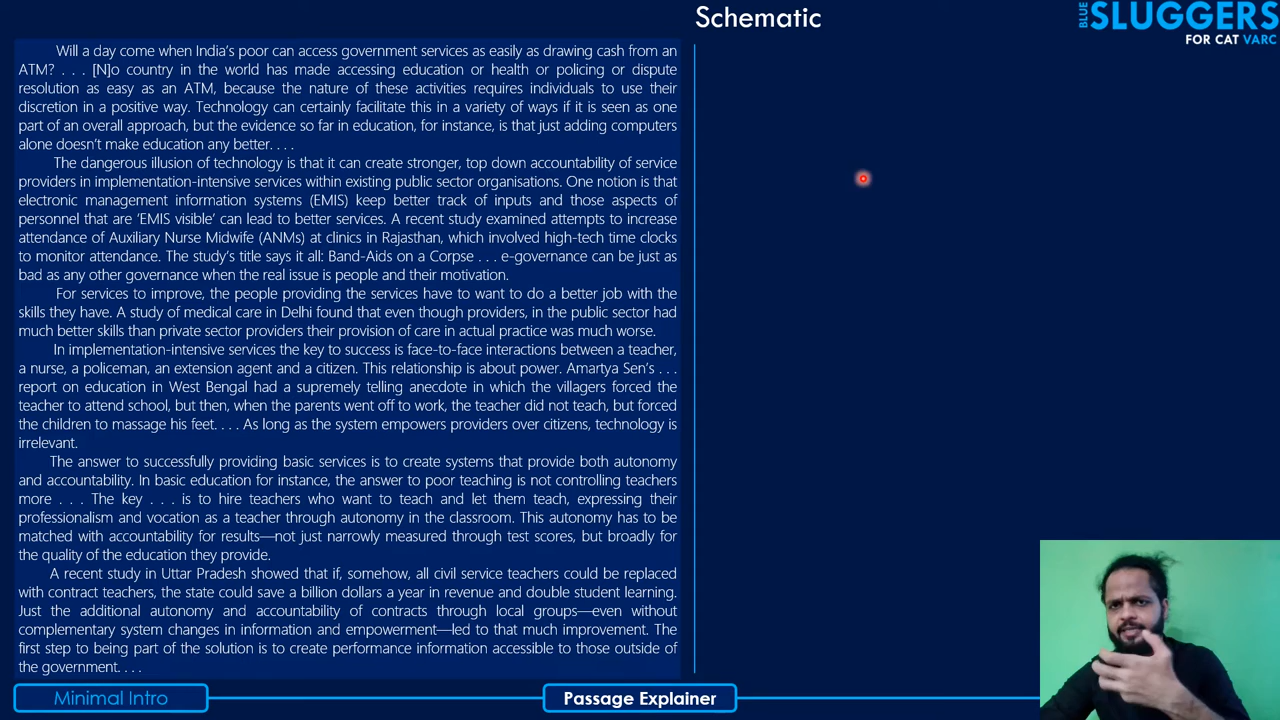 Schematic
BLUE
SLUGGERS
FOR CAT VARC
Will a day come when India's poor can access government services as easily as drawing cash from an
ATM? . . . [N]o country in the world has made accessing education or health or policing or dispute
resolution as easy as an ATM, because the nature of these activities requires individuals to use their
discretion in a positive way. Technology can certainly facilitate this in a variety of ways if it is seen as one
part of an overall approach, but the evidence so far in education, for instance, is that just adding computers
alone doesn't make education any better. . . .
The dangerous illusion of technology is that it can create stronger, top down accountability of service
providers in implementation-intensive services within existing public sector organisations. One notion is that
electronic management information systems (EMIS) keep better track of inputs and those aspects of
personnel that are 'EMIS visible' can lead to better services. A recent study examined attempts to increase
attendance of Auxiliary Nurse Midwife (ANMs) at clinics in Rajasthan, which involved high-tech time clocks
to monitor attendance. The study's title says it all: Band-Aids on a Corpse . . . e-governance can be just as
bad as any other governance when the real issue is people and their motivation.
For services to improve, the people providing the services have to want to do a better job with the
skills they have. A study of medical care in Delhi found that even though providers, in the public sector had
much better skills than private sector providers their provision of care in actual practice was much worse.
In implementation-intensive services the key to success is face-to-face interactions between a teacher,
a nurse, a policeman, an extension agent and a citizen. This relationship is about power. Amartya Sen's . . .
report on education in West Bengal had a supremely telling anecdote in which the villagers forced the
teacher to attend school, but then, when the parents went off to work, the teacher did not teach, but forced
the children to massage his feet. . . . As long as the system empowers providers over citizens, technology is
irrelevant.
The answer to successfully providing basic services is to create systems that provide both autonomy
and accountability. In basic education for instance, the answer to poor teaching is not controlling teachers
more . . . The key . . . is to hire teachers who want to teach and let them teach, expressing their
professionalism and vocation as a teacher through autonomy in the classroom. This autonomy has to be
matched with accountability for results—not just narrowly measured through test scores, but broadly for
the quality of the education they provide.
A recent study in Uttar Pradesh showed that if, somehow, all civil service teachers could be replaced
with contract teachers, the state could save a billion dollars a year in revenue and double student learning.
Just the additional autonomy and accountability of contracts through local groups—even without
complementary system changes in information and empowerment—led to that much improvement. The
first step to being part of the solution is to create performance information accessible to those outside of
the government. . . .
Minimal Intro
Passage Explainer